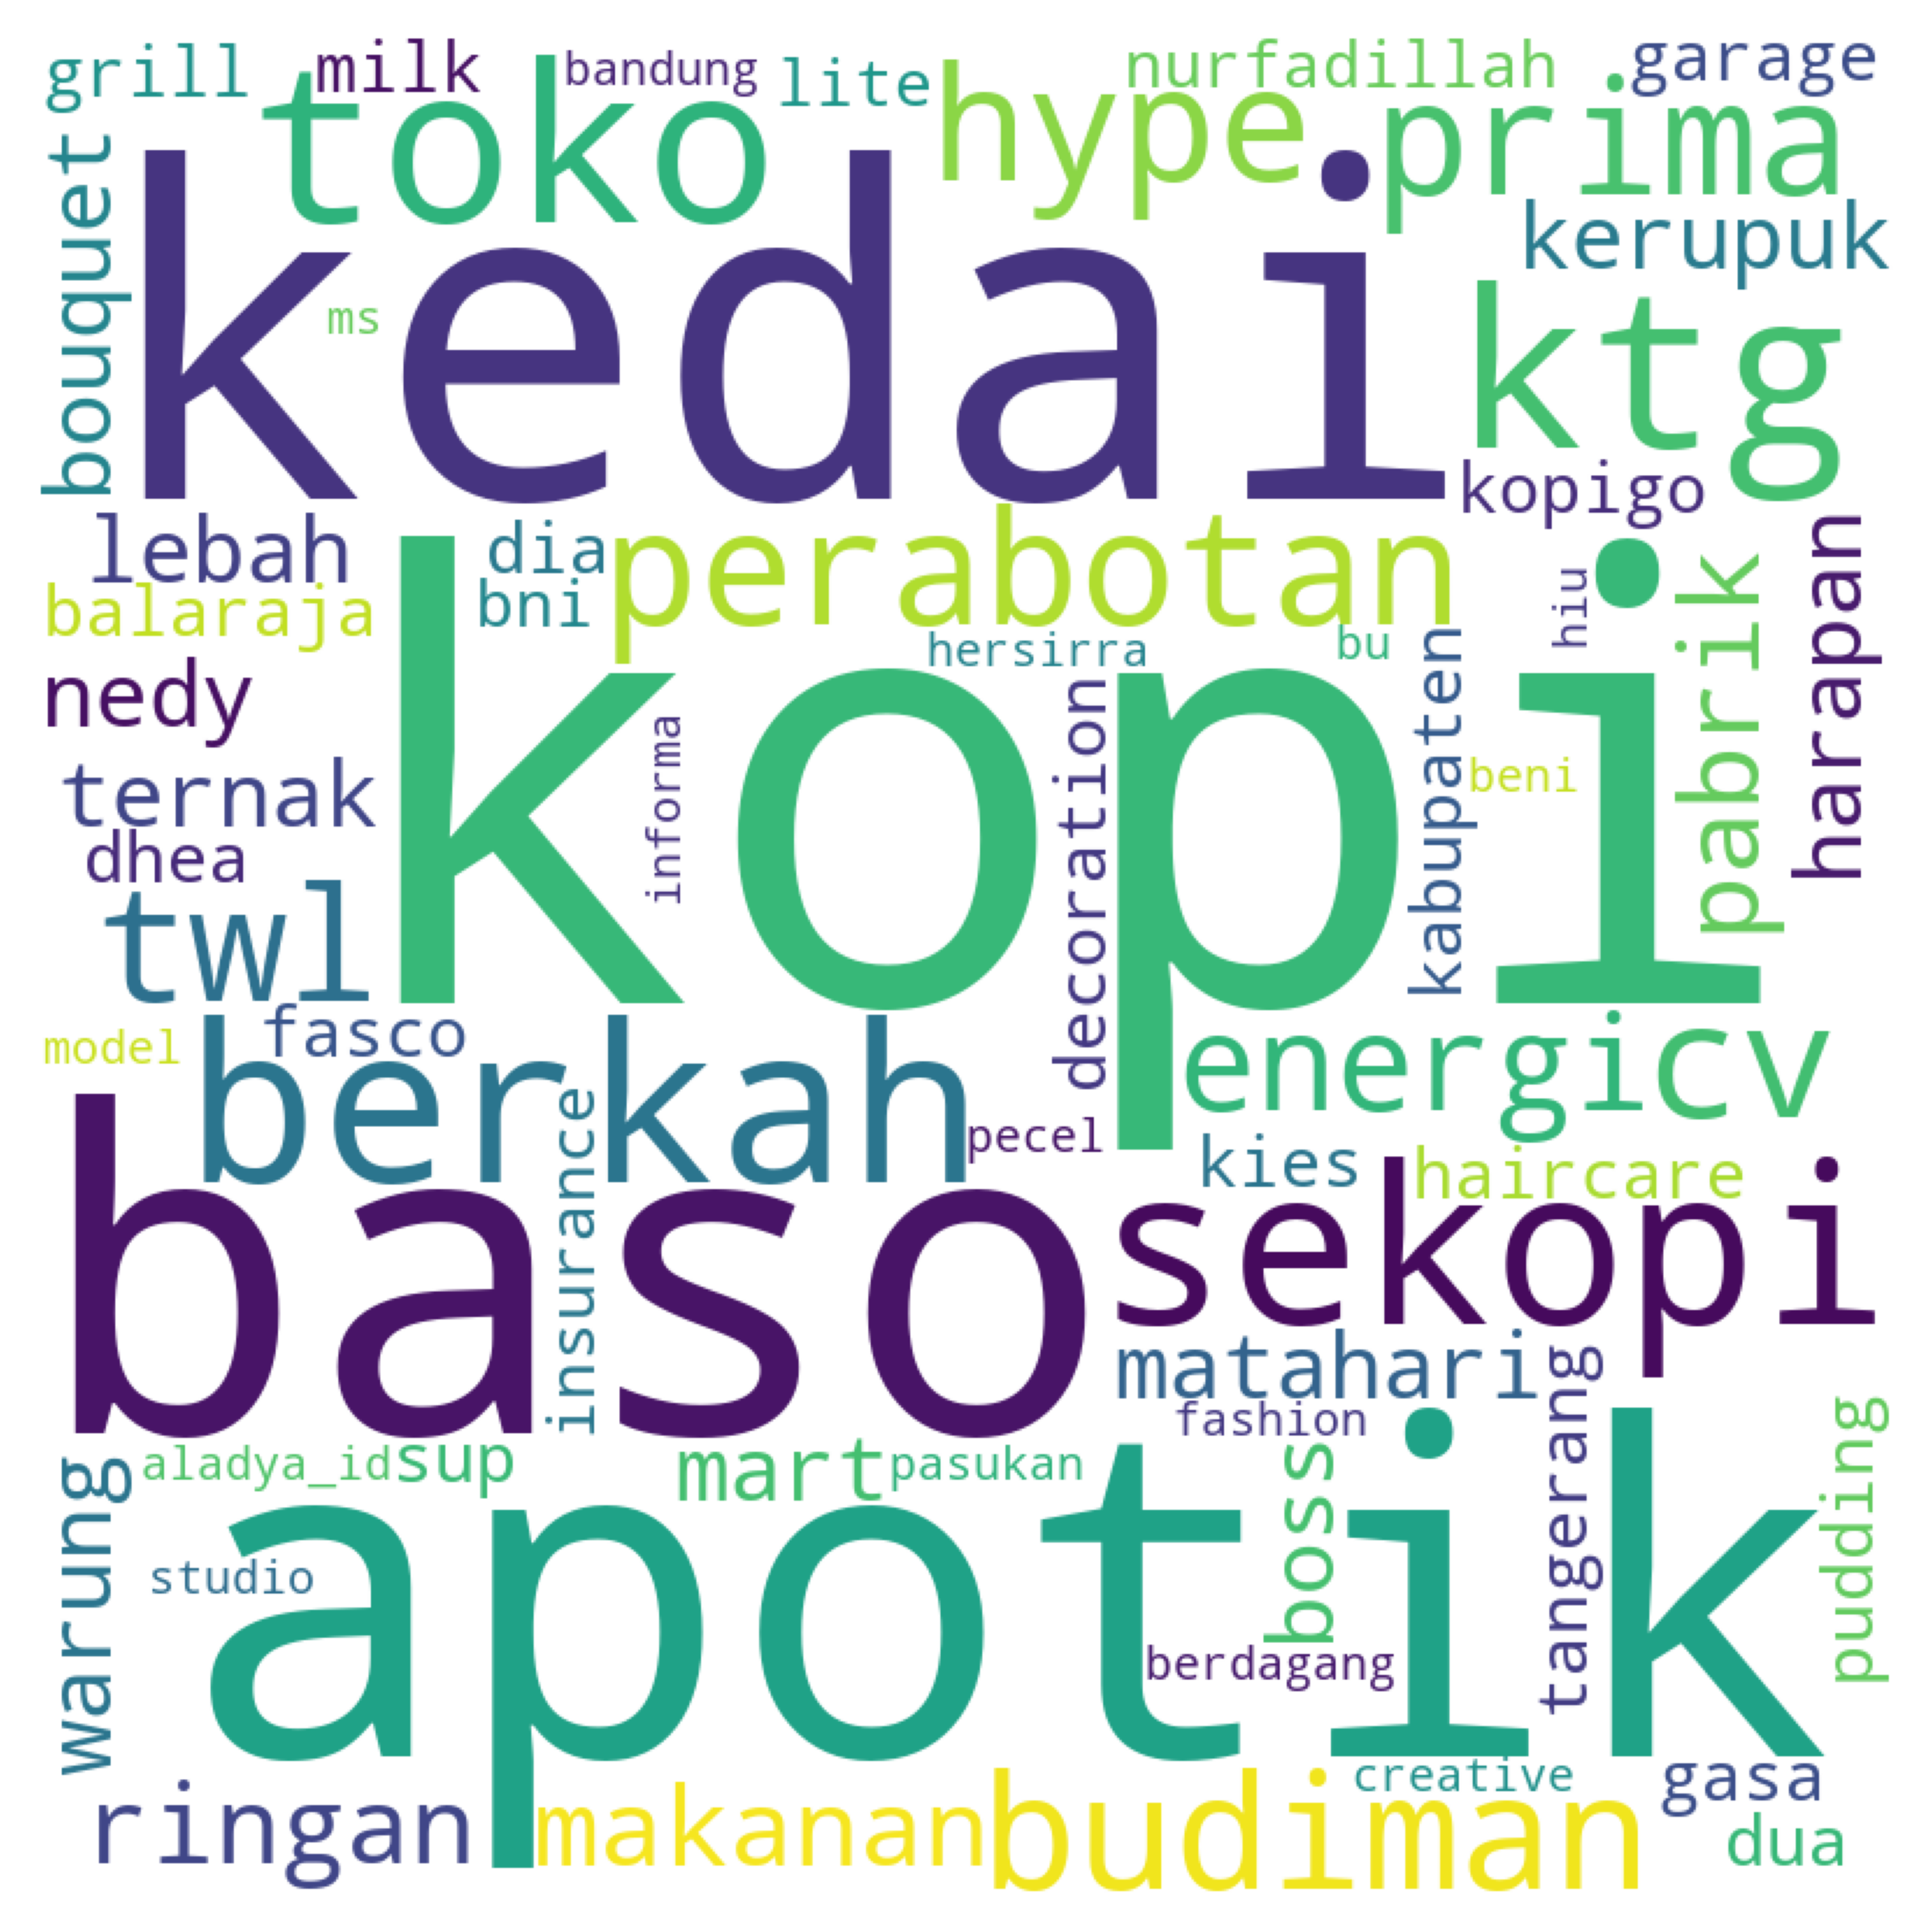 grill
milk
bandung
lite
nurfadillah
garage
toko
hype
prima
bouquet
kedai
kerupuk
ms
ktg
kopigo
lebah
dia
perabotan
harapan
balaraja
bni
hiu
pabrik
hersirra
bu
nedy
kopi
kabupaten
decoration
informa
beni
ternak
dhea
twl
fasco
model
berkah
energi
cv
insurance
pecel
kies
haircare
baso
sekopi
matahari
tangerang
fashion
pudding
warung
aladya_id
sup
mart
pasukan
boss
apotik
studio
berdagang
creative
gasa
ringan
makanan
budiman
dua